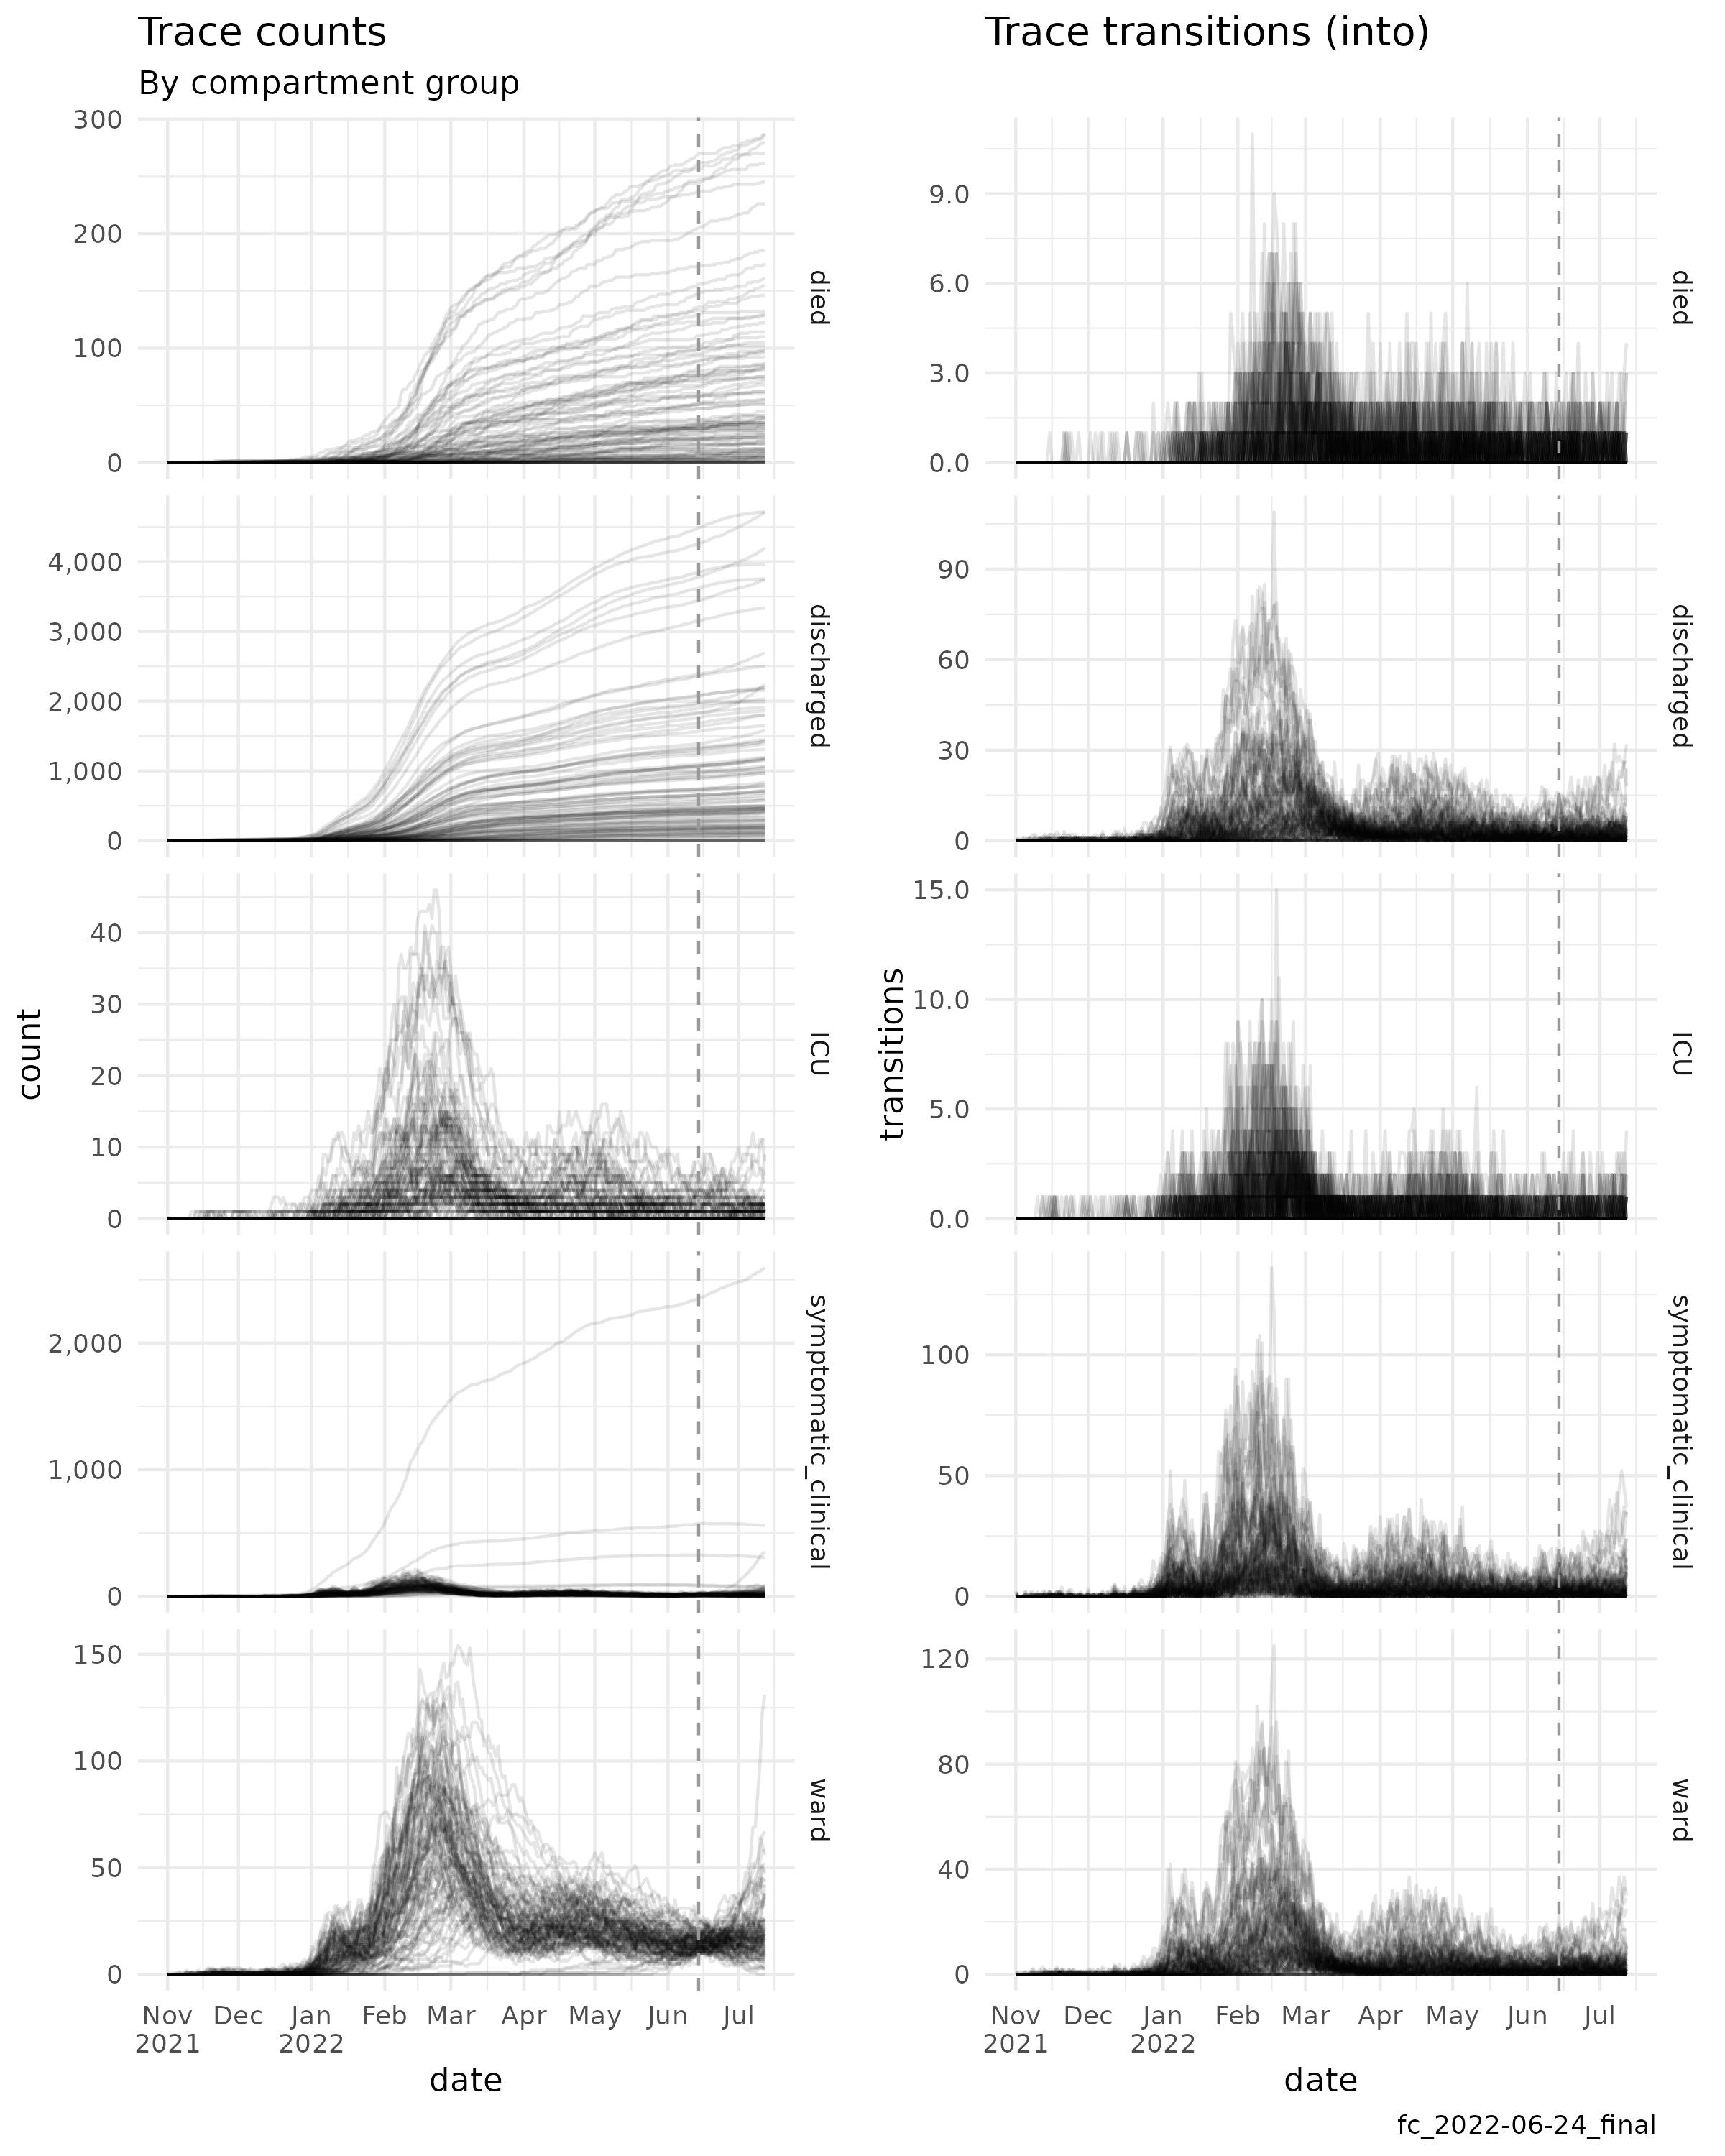 Trace counts
By compartment group
300
200
100
0
died
4,000
3,000
2,000
1,000
0
discharged
40
30
20
10
0
ICU
2,000
1,000
0
symptomatic_clinical
150
100
50
0
ward
count
Nov Dec Jan Feb Mar Apr May Jun Jul
2021 2022
date
Trace transitions (into)
9.0
6.0
3.0
0.0
died
90
60
30
0
discharged
15.0
10.0
5.0
0.0
ICU
100
50
0
symptomatic_clinical
120
80
40
0
ward
transitions
Nov Dec Jan Feb Mar Apr May Jun Jul
2021 2022
date
fc_2022-06-24_final